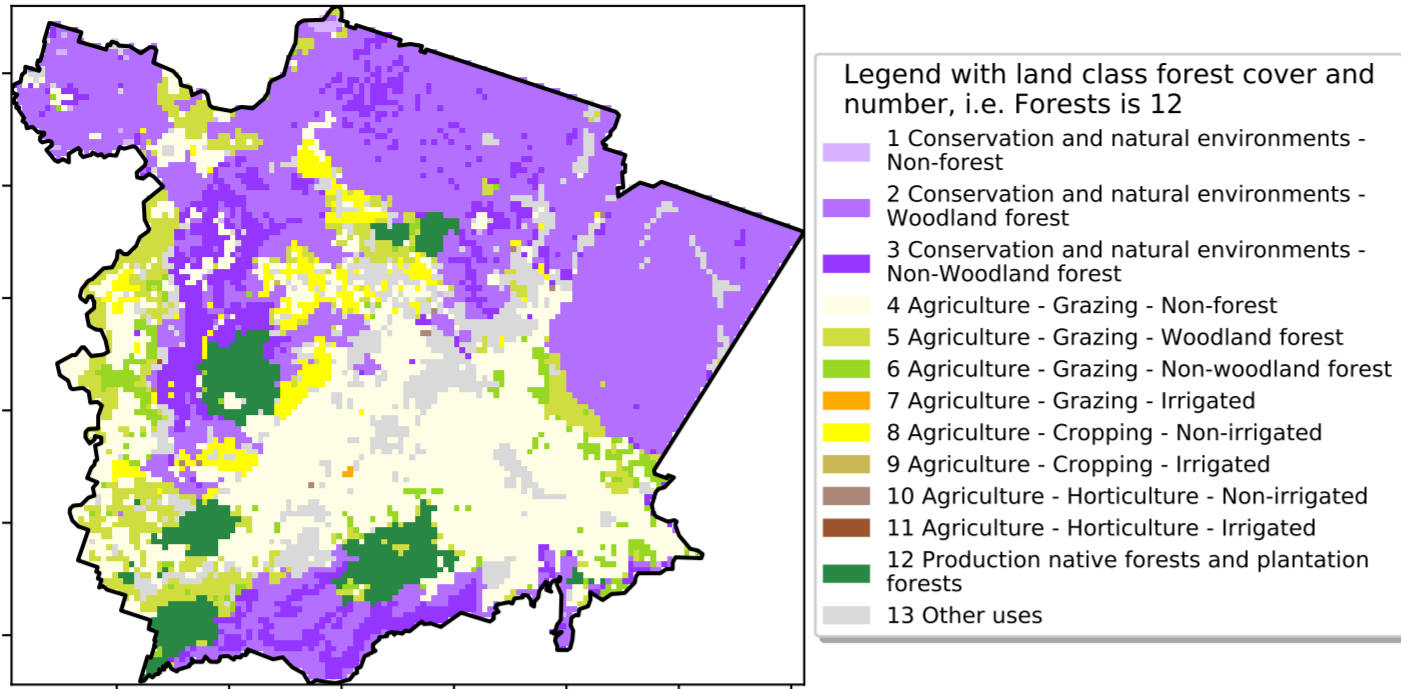 Legend with land class forest cover and
number, i.e. Forests is 12
1 Conservation and natural environments -
Non-forest
2 Conservation and natural environments -
Woodland forest
3 Conservation and natural environments -
Non-Woodland forest
4 Agriculture - Grazing - Non-forest
5 Agriculture - Grazing - Woodland forest
6 Agriculture - Grazing - Non-woodland forest
7 Agriculture - Grazing - Irrigated
8 Agriculture - Cropping - Non-irrigated
9 Agriculture - Cropping - Irrigated
10 Agriculture - Horticulture - Non-irrigated
11 Agriculture - Horticulture - Irrigated
12 Production native forests and plantation
forests
13 Other uses